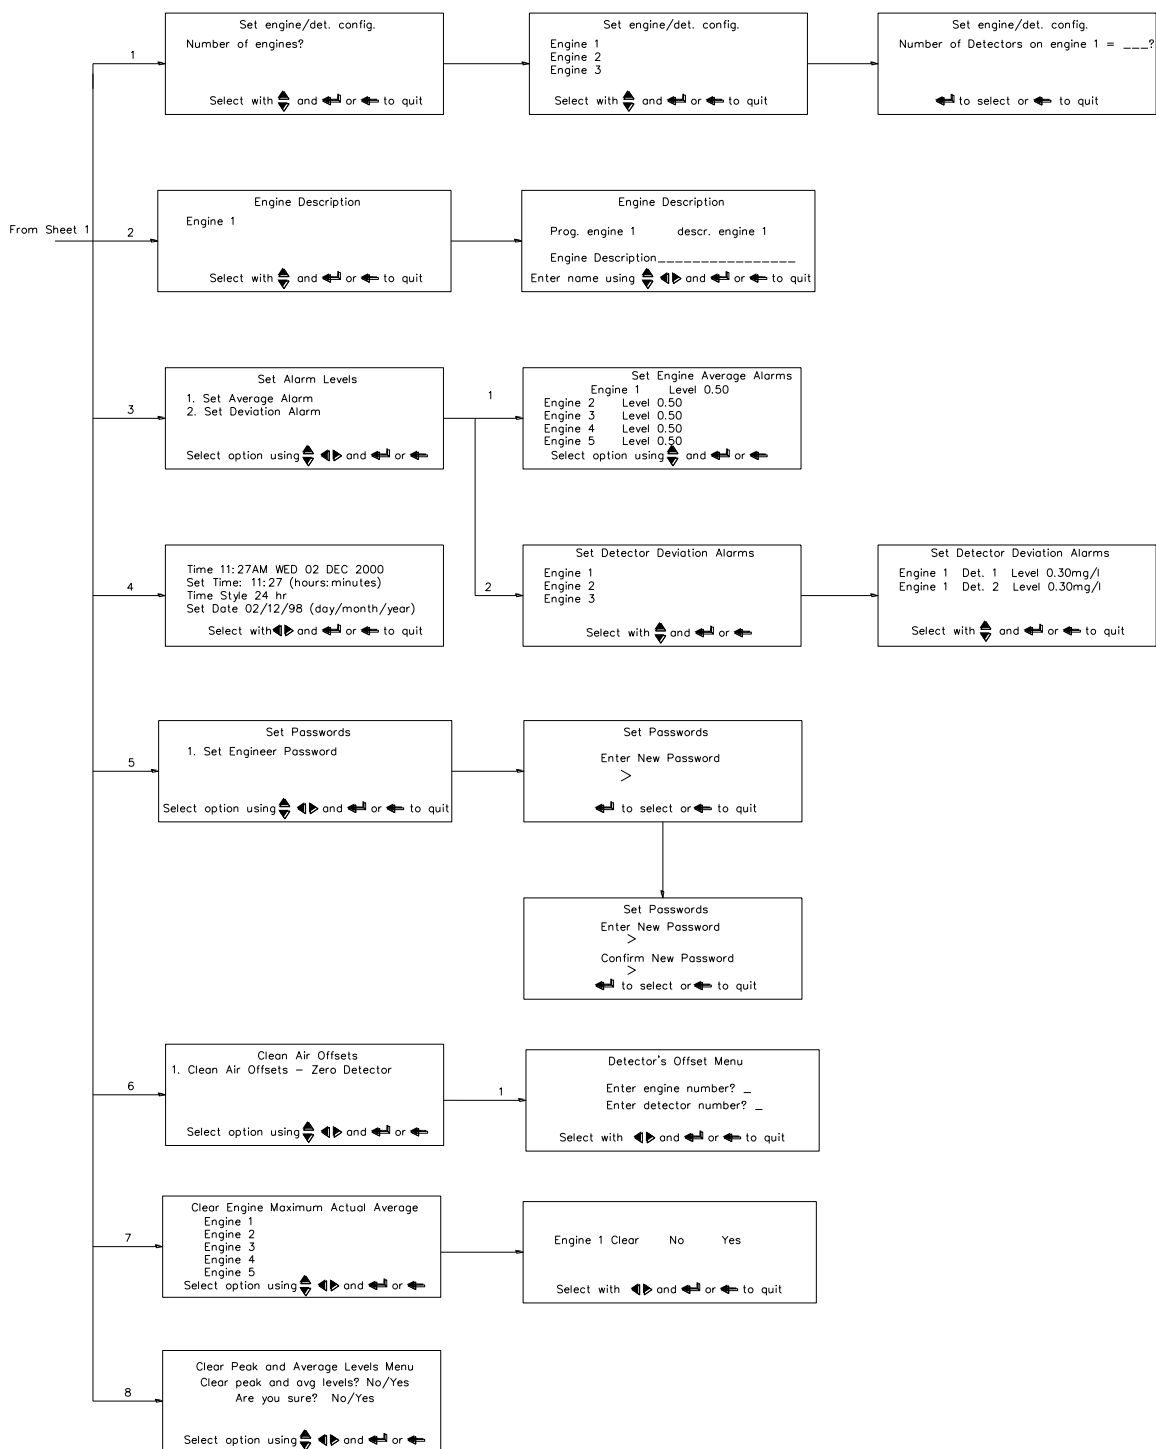 From Sheet 1
1
Set engine/det. config.
Number of engines?
Select with and or to quit
Set engine/det. config.
Engine 1
Engine 2
Engine 3
Select with and or to quit
Set engine/det. config.
Number of Detectors on engine 1 = ___?
to select or to quit
2
Engine Description
Engine 1
Select with and or to quit
Engine Description
Prog. engine 1 descr. engine 1
Engine Description________________
Enter name using and or to quit
3
Set Alarm Levels
1. Set Average Alarm
2. Set Deviation Alarm
Select option using and or
1
Set Engine Average Alarms
Engine 1 Level 0.50
Engine 2 Level 0.50
Engine 3 Level 0.50
Engine 4 Level 0.50
Engine 5 Level 0.50
Select option using and or
4
Time 11:27AM WED 02 DEC 2000
Set Time: 11:27 (hours:minutes)
Time Style 24 hr
Set Date 02/12/98 (day/month/year)
Select with and or to quit
2
Set Detector Deviation Alarms
Engine 1
Engine 2
Engine 3
Select with and or
Set Detector Deviation Alarms
Engine 1 Det. 1 Level 0.30mg/l
Engine 1 Det. 2 Level 0.30mg/l
Select with and or to quit
5
Set Passwords
1. Set Engineer Password
Select option using and or to quit
Set Passwords
Enter New Password
>
to select or to quit
Set Passwords
Enter New Password
>
Confirm New Password
>
to select or to quit
6
Clean Air Offsets
1. Clean Air Offsets – Zero Detector
Select option using and or
1
Detector's Offset Menu
Enter engine number? _
Enter detector number? _
Select with and or to quit
7
Clear Engine Maximum Actual Average
Engine 1
Engine 2
Engine 3
Engine 4
Engine 5
Select option using and or
Engine 1 Clear No Yes
Select with and or to quit
8
Clear Peak and Average Levels Menu
Clear peak and avg levels? No/Yes
Are you sure? No/Yes
Select option using and or